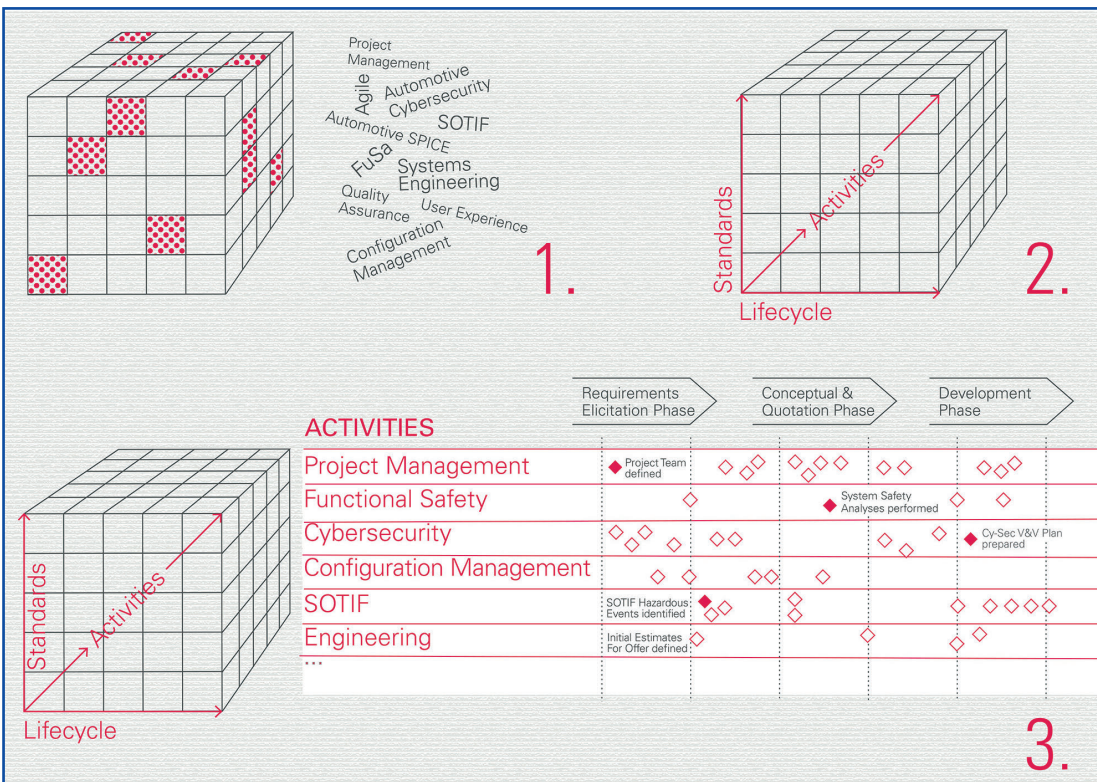 Project
Management
Agile
Automotive
Cybersecurity
SOTIF
Automotive SPICE
FuSa
Systems
Engineering
Quality
Assurance
User Experience
Configuration
Management
1.
Standards
Activities
Lifecycle
2.
Requirements
Elicitation Phase
Conceptual &
Quotation Phase
Development
Phase
ACTIVITIES
Project Management
Project Team
defined
Functional Safety
System Safety
Analyses performed
Cybersecurity
Cy-Sec V&V Plan
prepared
Configuration Management
SOTIF
SOTIF Hazardous
Events identified
Engineering
Initial Estimates
For Offer defined
...
Standards
Activities
Lifecycle
3.